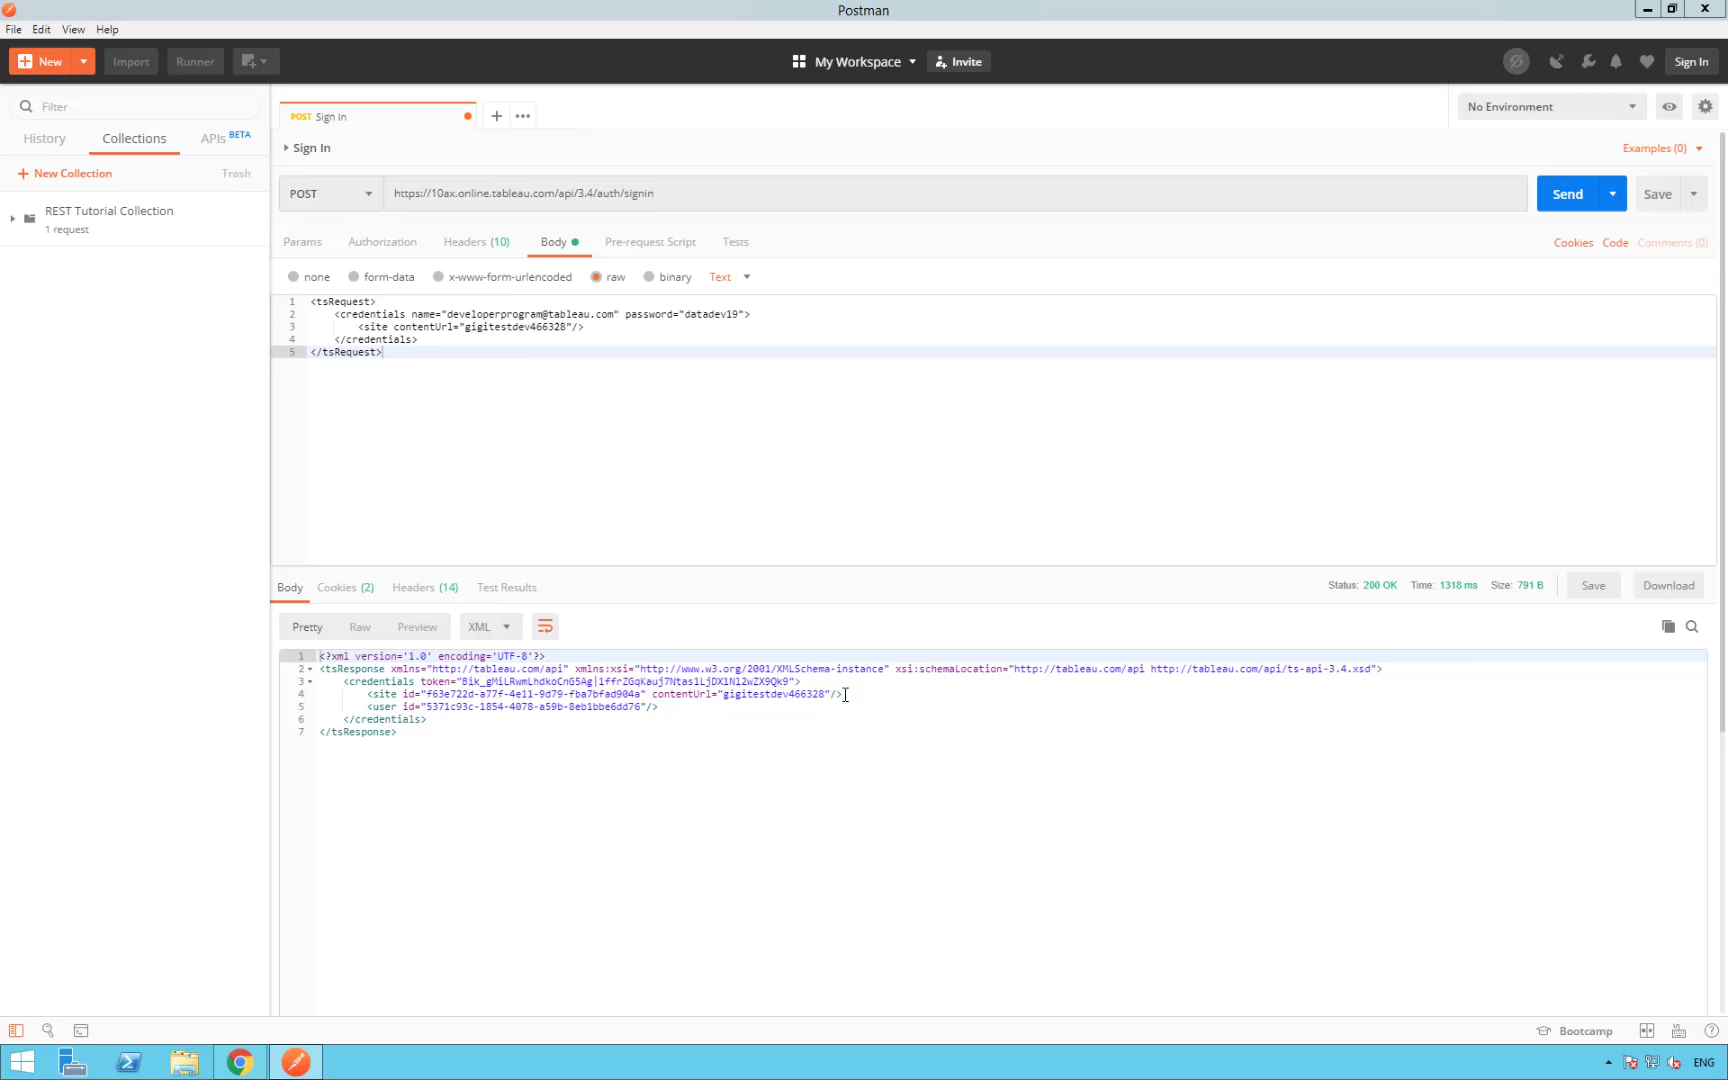 Postman
File Edit View Help
New Import Runner My Workspace Invite Sign In
Filter
History Collections APIs BETA
New Collection Trash
REST Tutorial Collection
1 request
POST Sign In
No Environment
Sign In
Examples (0)
POST https://10ax.online.tableau.com/api/3.4/auth/signin Send Save
Params Authorization Headers (10) Body Pre-request Script Tests Cookies Code Comments (0)
none form-data x-www-form-urlencoded raw binary Text
1 <tsRequest>
2 <credentials name="developerprogram@tableau.com" password="datadev19">
3 <site contentUrl="gigitestdev466328"/>
4 </credentials>
5 </tsRequest>
Body Cookies (2) Headers (14) Test Results Status: 200 OK Time: 1318 ms Size: 791 B Save Download
Pretty Raw Preview XML
1 <?xml version='1.0' encoding='UTF-8'?>
2 <tsResponse xmlns="http://tableau.com/api" xmlns:xsi="http://www.w3.org/2001/XMLSchema-instance" xsi:schemaLocation="http://tableau.com/api http://tableau.com/api/ts-api-3.4.xsd">
3 <credentials token="Bik_gMiLRwmLhdkoCnG5Ag|1ffrZGqKauj7Ntas1LjDX1Nl2wZX9Qk9">
4 <site id="f63e722d-a77f-4e11-9d79-fba7bfad904a" contentUrl="gigitestdev466328"/>
5 <user id="5371c93c-1854-4078-a59b-8eb1bbe6dd76"/>
6 </credentials>
7 </tsResponse>
Bootcamp
ENG